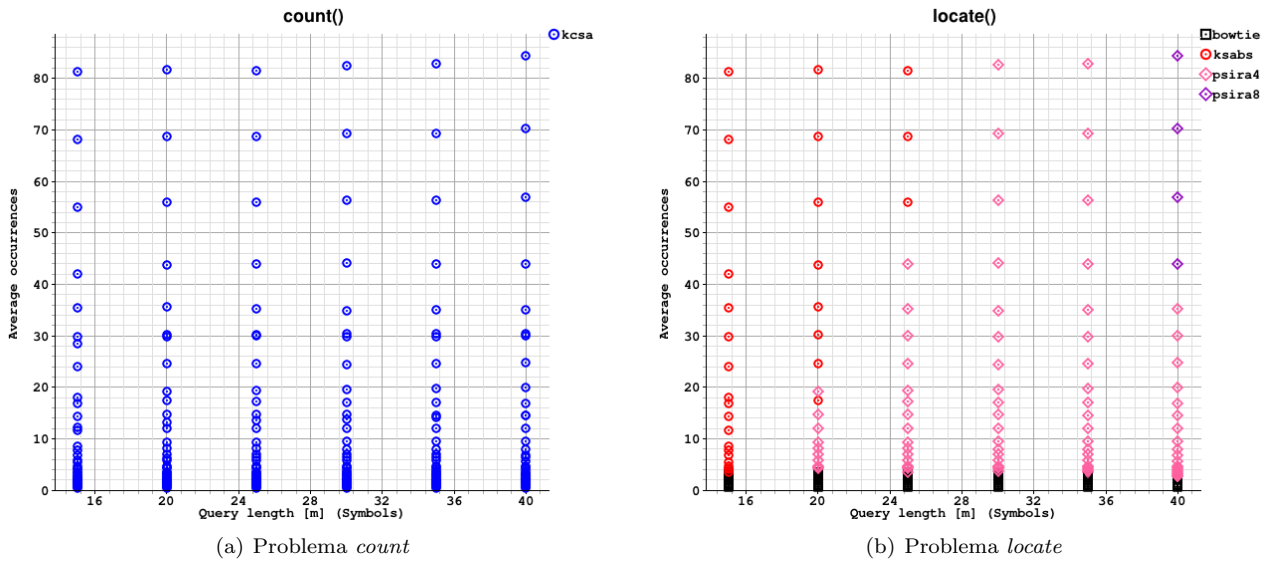 count()
kcsa
Average occurrences
80
70
60
50
40
30
20
10
0
16 20 24 28 32 36 40
Query length [m] (Symbols)
(a) Problema count
locate()
bowtie
ksabs
psira4
psira8
Average occurrences
80
70
60
50
40
30
20
10
0
16 20 24 28 32 36 40
Query length [m] (Symbols)
(b) Problema locate